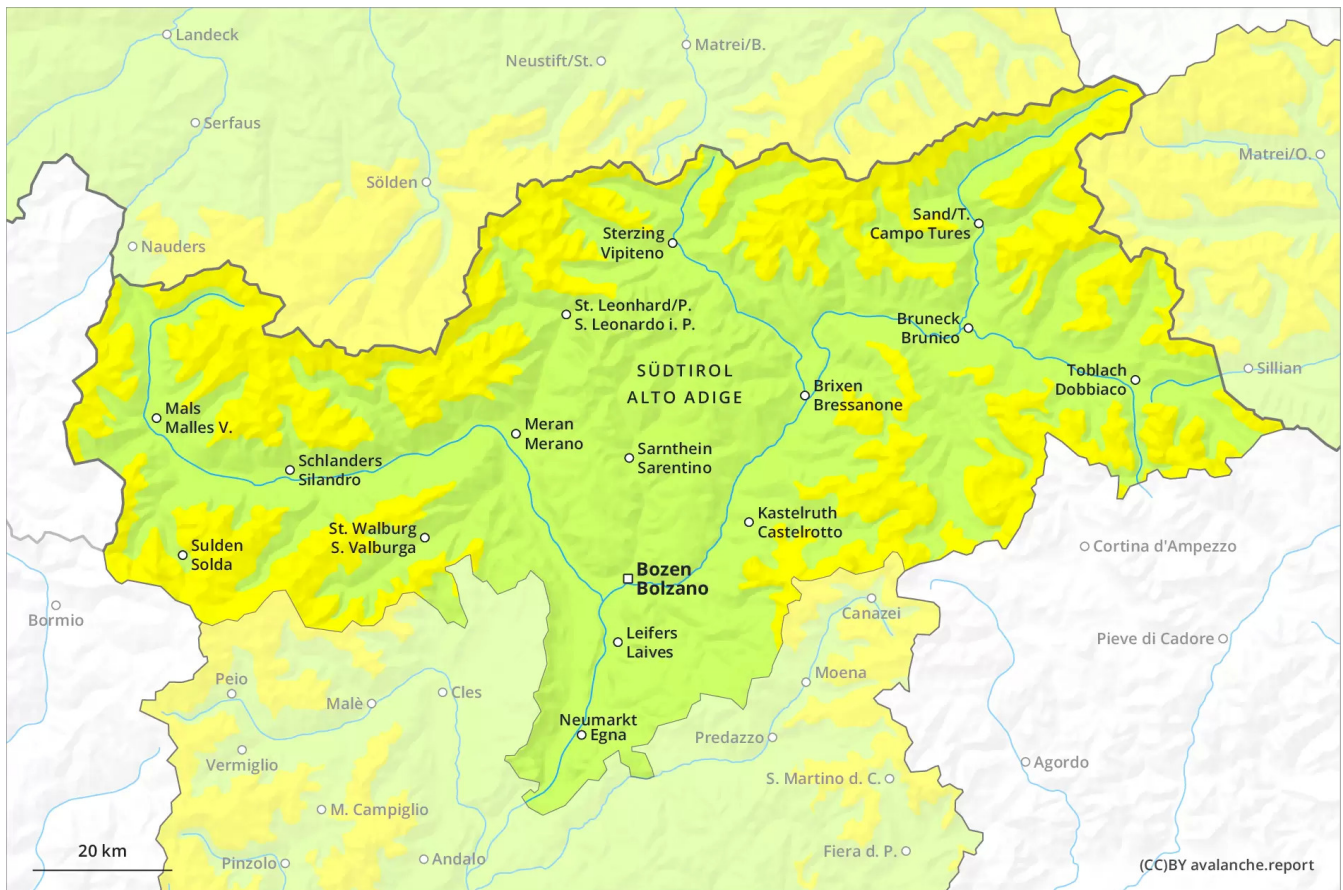 Landeck
Matrei/B.
Neustift/St.
Serfaus
Matrei/O.
Sölden
Sand/T.
Campo Tures
Sterzing
Vipiteno
Nauders
St. Leonhard/P.
S. Leonardo i. P.
Bruneck
Brunico
SÜDTIROL
ALTO ADIGE
Toblach
Dobbiaco
Sillian
Brixen
Bressanone
Mals
Malles V.
Meran
Merano
Sarnthein
Sarentino
Schlanders
Silandro
Kastelruth
Castelrotto
St. Walburg
S. Valburga
Sulden
Solda
Cortina d'Ampezzo
Bozen
Bolzano
Bormio
Canazei
Leifers
Laives
Pieve di Cadore
Peio
Moena
Malè
Cles
Neumarkt
Egna
Predazzo
Vermiglio
Agordo
S. Martino d. C.
M. Campiglio
20 km
Pinzolo
Andalo
Fiera d. P.
(CC)BY avalanche.report